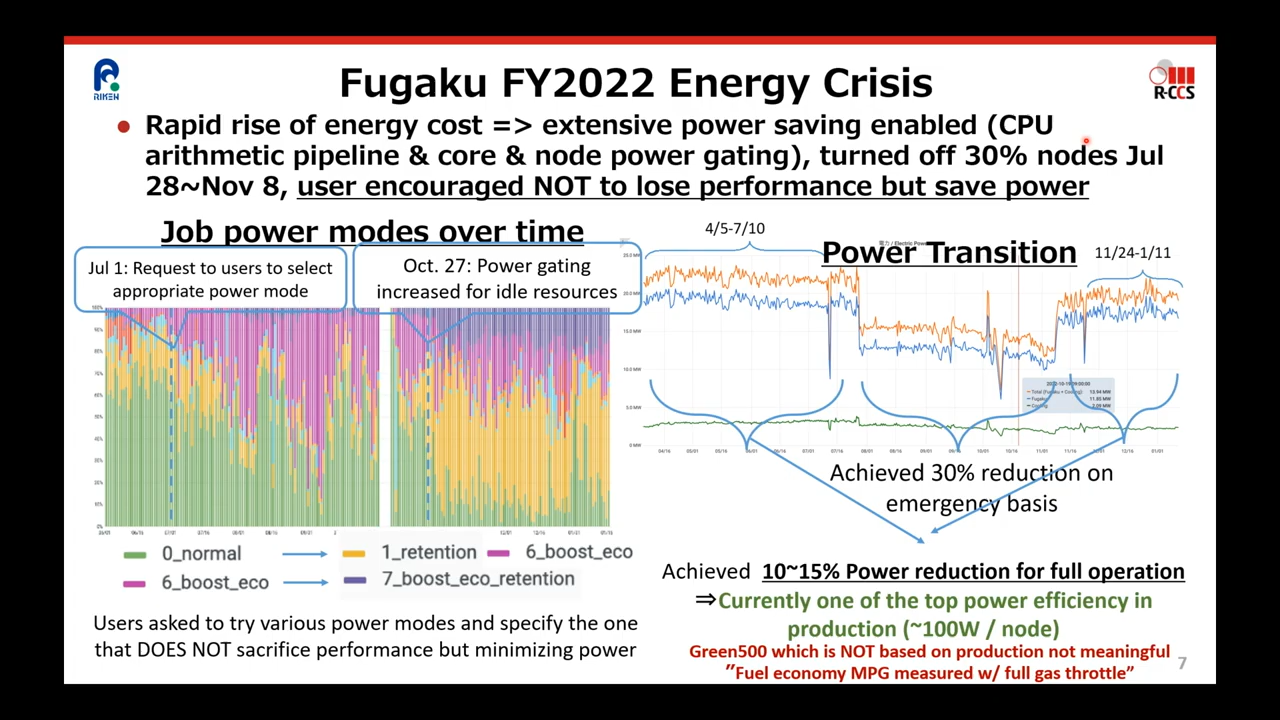 Fugaku FY2022 Energy Crisis
RIKEN
R-CCS
Rapid rise of energy cost => extensive power saving enabled (CPU
arithmetic pipeline & core & node power gating), turned off 30% nodes Jul
28~Nov 8, user encouraged NOT to lose performance but save power
Job power modes over time
Jul 1: Request to users to select
appropriate power mode
Oct. 27: Power gating
increased for idle resources
4/5-7/10
Power Transition
11/24-1/11
Achieved 30% reduction on
emergency basis
0_normal
1_retention
6_boost_eco
6_boost_eco
7_boost_eco_retention
Users asked to try various power modes and specify the one
that DOES NOT sacrifice performance but minimizing power
Achieved 10~15% Power reduction for full operation
⇒Currently one of the top power efficiency in
production (~100W / node)
Green500 which is NOT based on production not meaningful
"Fuel economy MPG measured w/ full gas throttle"
7